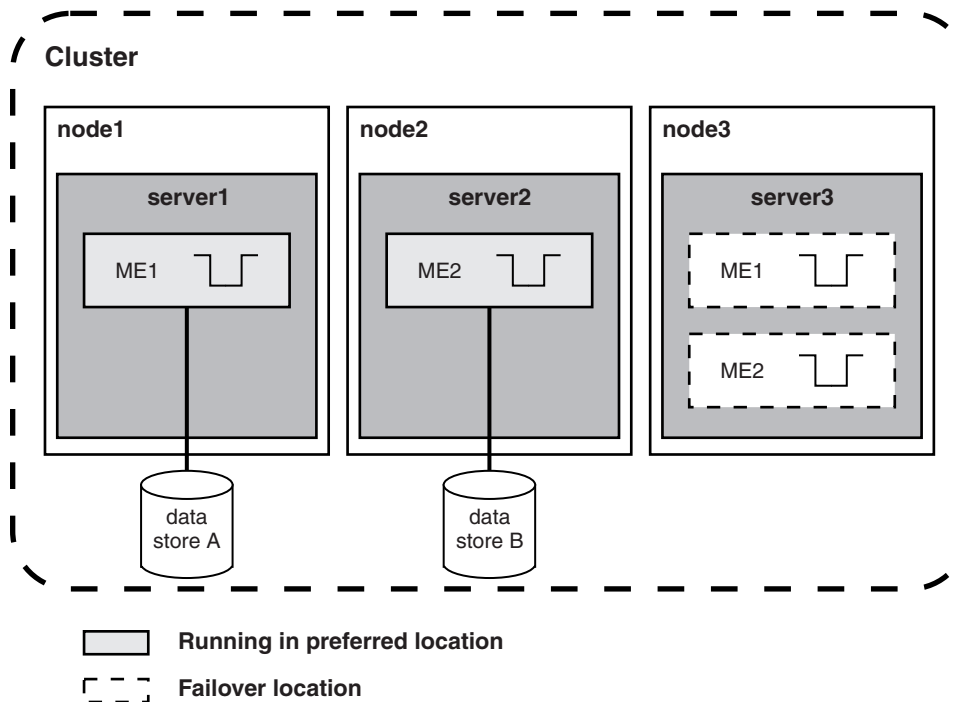 Cluster
node1
server1
ME1
data
store A
node2
server2
ME2
data
store B
node3
server3
ME1
ME2
Running in preferred location
Failover location